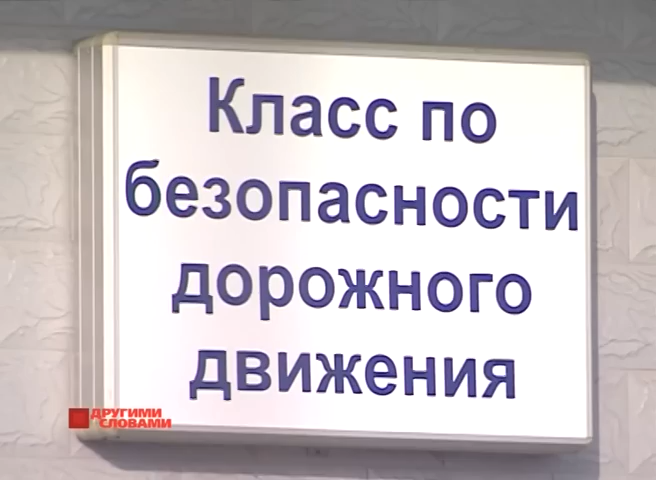 Класс по
безопасности
дорожного
движения
ДРУГИМИ
СЛОВАМИ